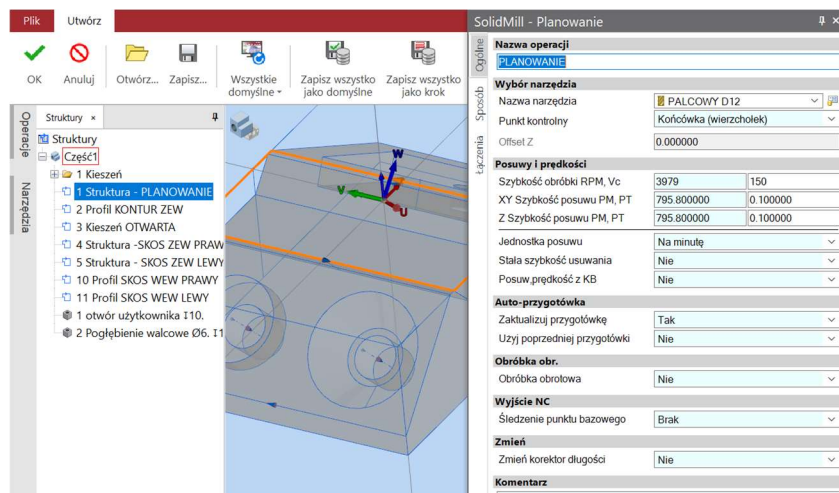 Plik Utwórz
OK Anuluj Otwórz... Zapisz... Wszystkie domyślne Zapisz wszystko jako domyślne Zapisz wszystko jako krok
Operacje
Narzędzia
Struktury ×
Struktury
Część1
1 Kieszeń
1 Struktura - PLANOWANIE
2 Profil KONTUR ZEW
3 Kieszeń OTWARTA
4 Struktura -SKOS ZEW PRAW
5 Struktura - SKOS ZEW LEWY
10 Profil SKOS WEW PRAWY
11 Profil SKOS WEW LEWY
1 otwór użytkownika ↧10.
2 Pogłębienie walcowe Ø6. ↧1
W
V
U
SolidMill - Planowanie
Ogólne
Sposób
Łączenia
Nazwa operacji
PLANOWANIE
Wybór narzędzia
Nazwa narzędzia PALCOWY D12
Punkt kontrolny Końcówka (wierzchołek)
Offset Z 0.000000
Posuwy i prędkości
Szybkość obróbki RPM, Vc 3979 150
XY Szybkość posuwu PM, PT 795.800000 0.100000
Z Szybkość posuwu PM, PT 795.800000 0.100000
Jednostka posuwu Na minutę
Stała szybkość usuwania Nie
Posuw,prędkość z KB Nie
Auto-przygotówka
Zaktualizuj przygotówkę Tak
Użyj poprzedniej przygotówki Nie
Obróbka obr.
Obróbka obrotowa Nie
Wyjście NC
Śledzenie punktu bazowego Brak
Zmień
Zmień korektor długości Nie
Komentarz